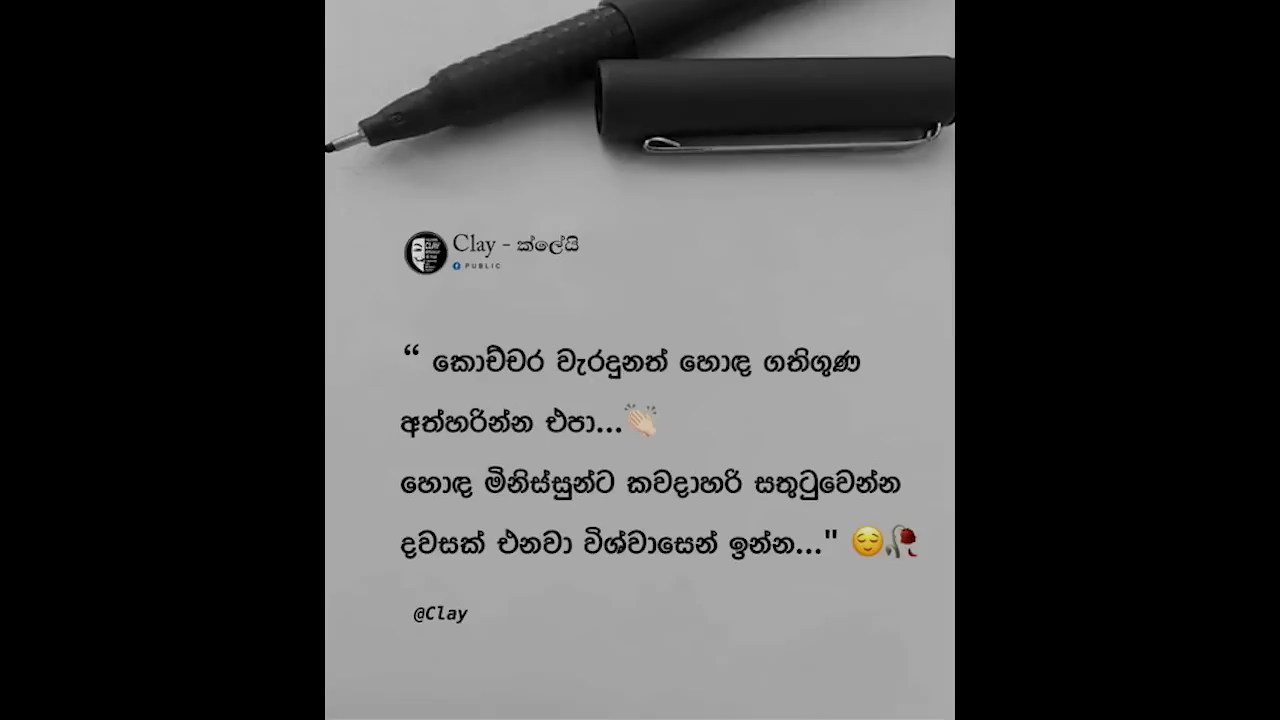 Clay - ක්ලේයි
PUBLIC
“ කොච්චර වැරදුනත් හොඳ ගතිගුණ
අත්හරින්න එපා...👏🏻
හොඳ මිනිස්සුන්ට කවදාහරි සතුටුවෙන්න
දවසක් එනවා විශ්වාසෙන් ඉන්න..." 😌🥀
@Clay